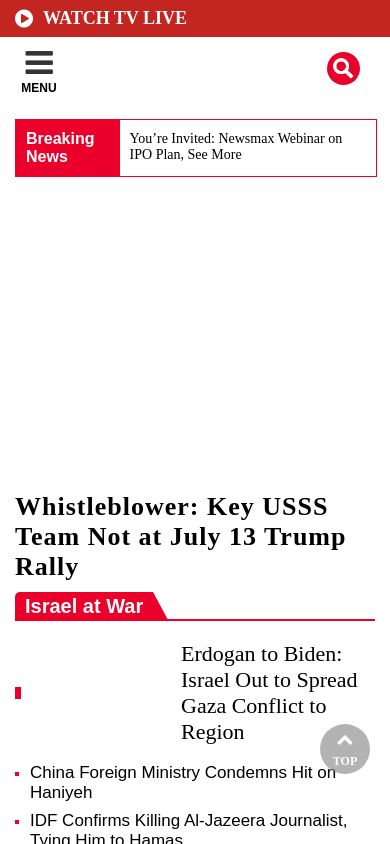 WATCH TV LIVE
MENU
Breaking
News
You’re Invited: Newsmax Webinar on
IPO Plan, See More
Whistleblower: Key USSS
Team Not at July 13 Trump
Rally
Israel at War
Erdogan to Biden:
Israel Out to Spread
Gaza Conflict to
Region
TOP
China Foreign Ministry Condemns Hit on
Haniyeh
IDF Confirms Killing Al-Jazeera Journalist,
Tying Him to Hamas